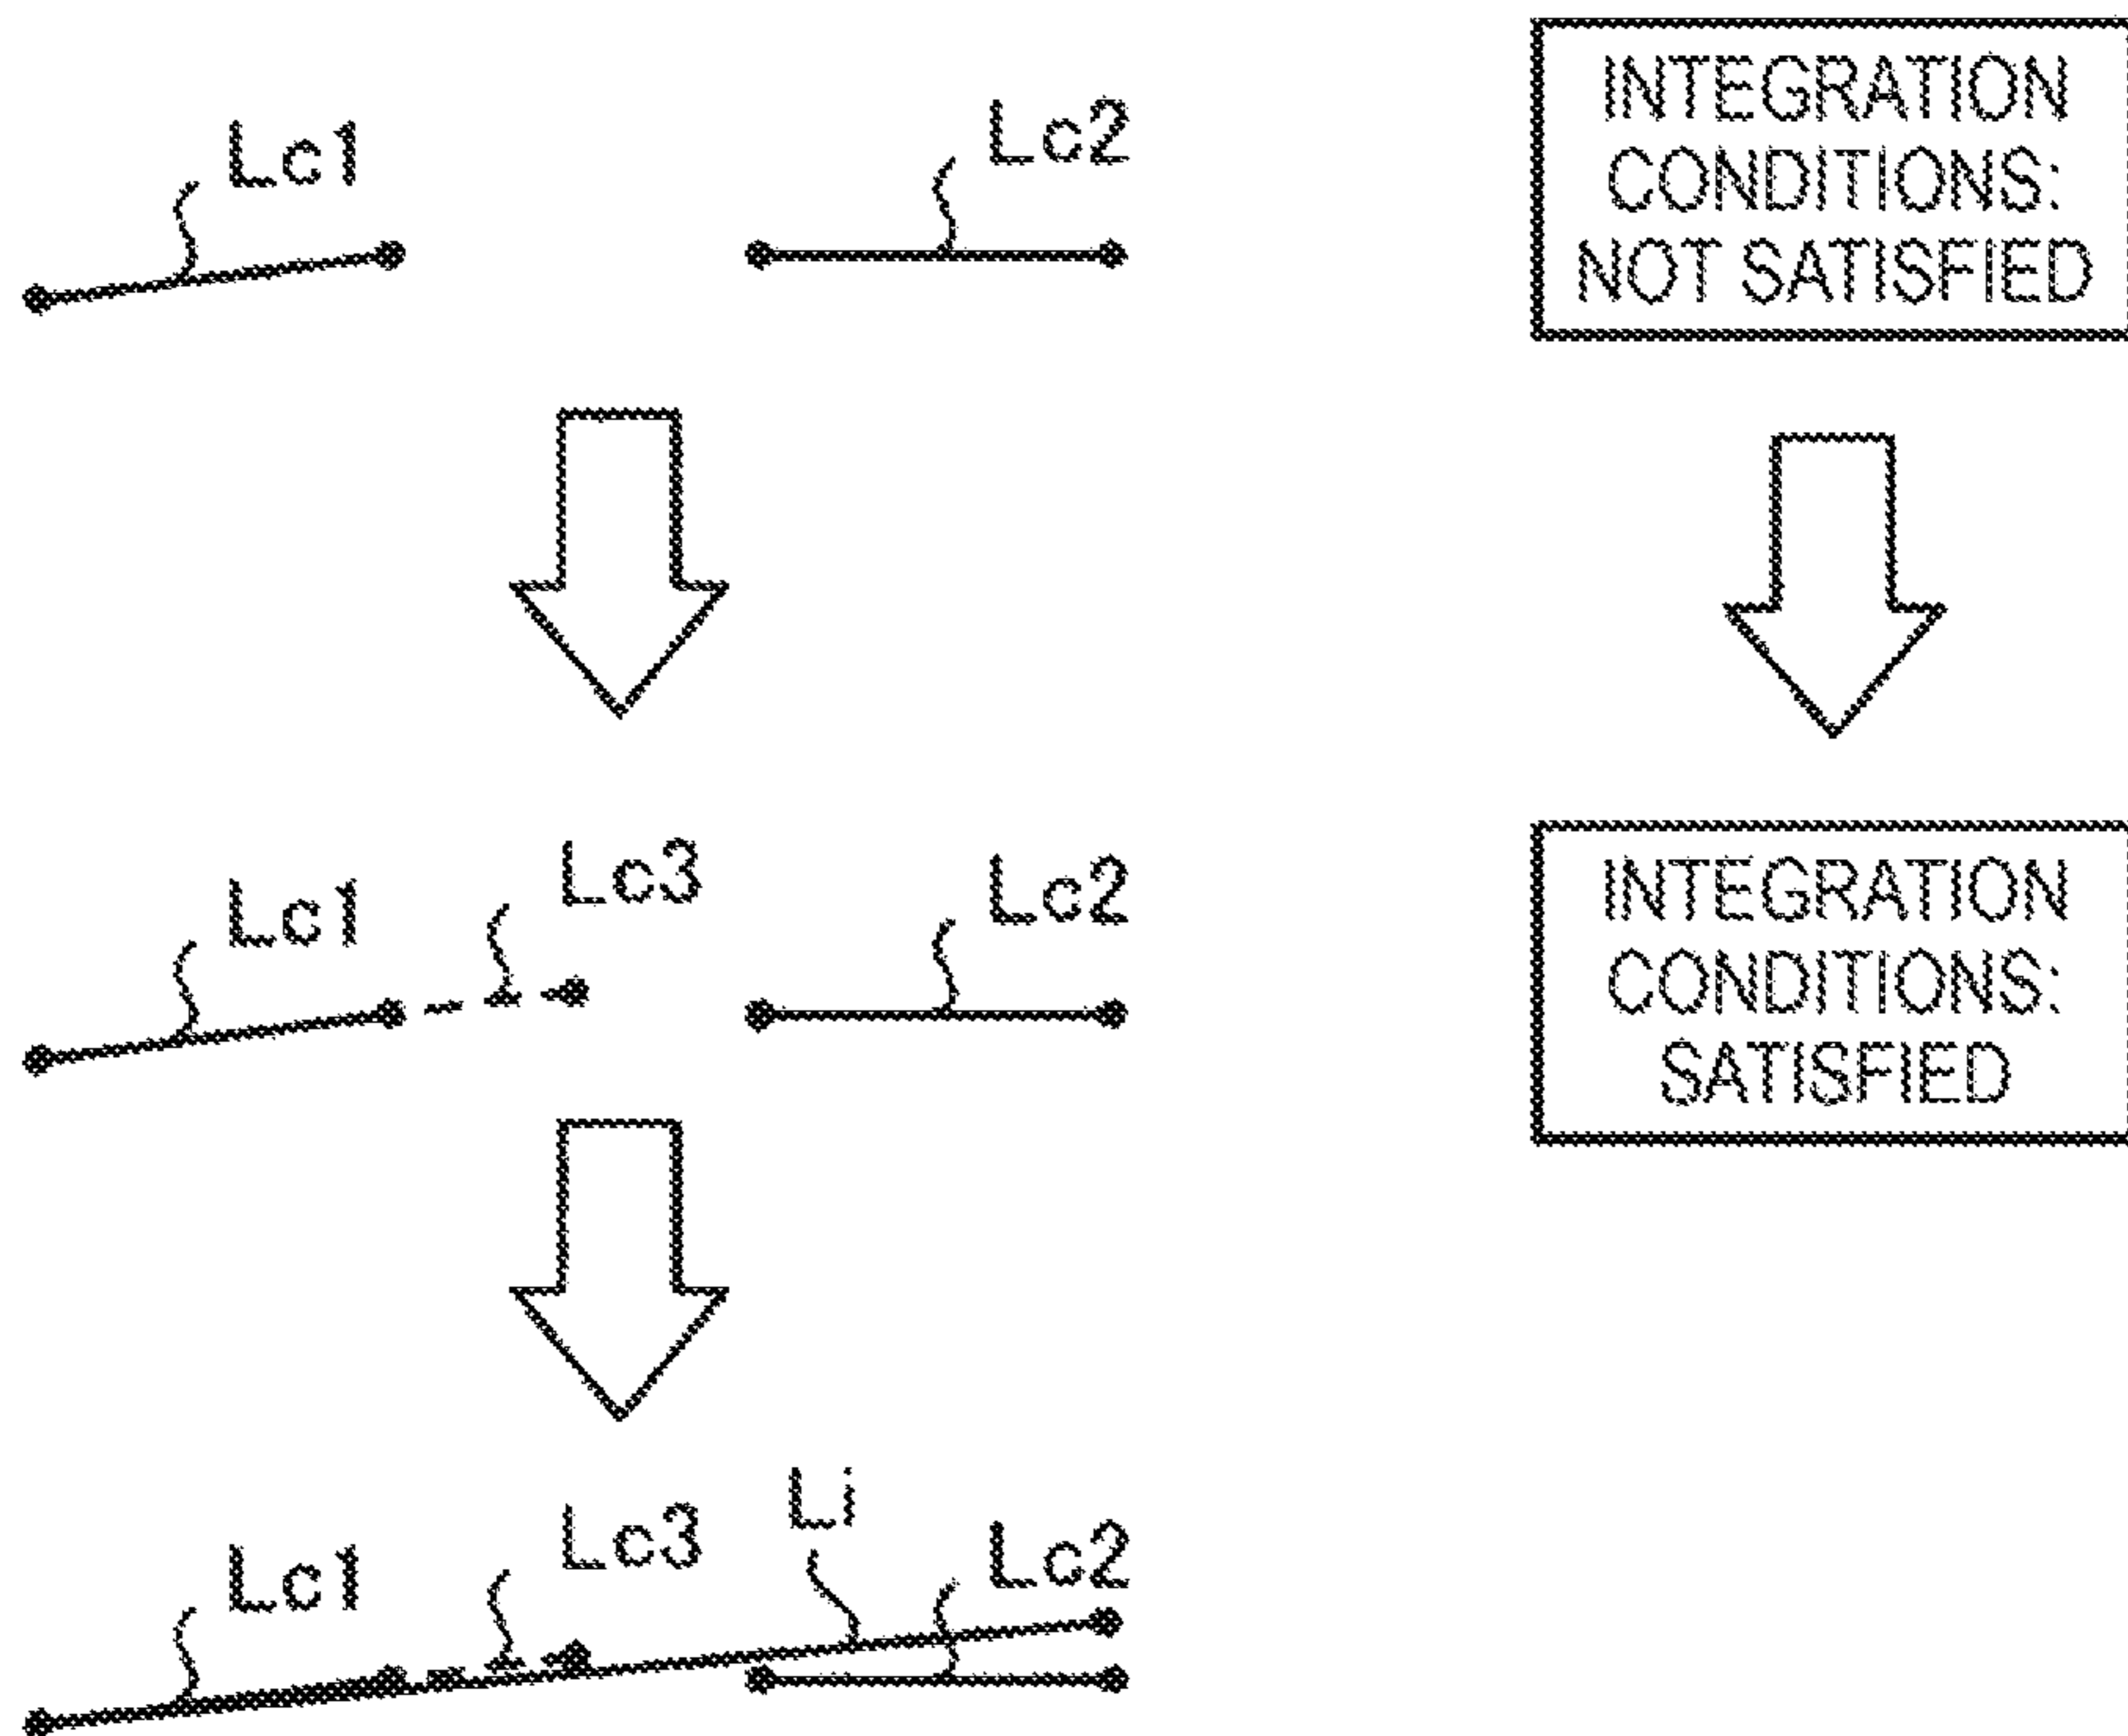 Lc1
Lc2
INTEGRATION
CONDITIONS:
NOT SATISFIED
Lc1
Lc3
Lc2
INTEGRATION
CONDITIONS:
SATISFIED
Lc1
Lc3
Li
Lc2